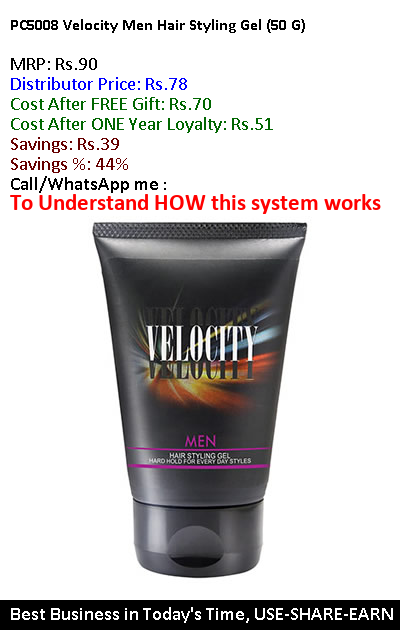 PC5008 Velocity Men Hair Styling Gel (50 G)
MRP: Rs.90
Distributor Price: Rs.78
Cost After FREE Gift: Rs.70
Cost After ONE Year Loyalty: Rs.51
Savings: Rs.39
Savings %: 44%
Call/WhatsApp me :
To Understand HOW this system works
VELOCITY
MEN
HAIR STYLING GEL
HARD HOLD FOR EVERY DAY STYLES
Best Business in Today's Time, USE-SHARE-EARN